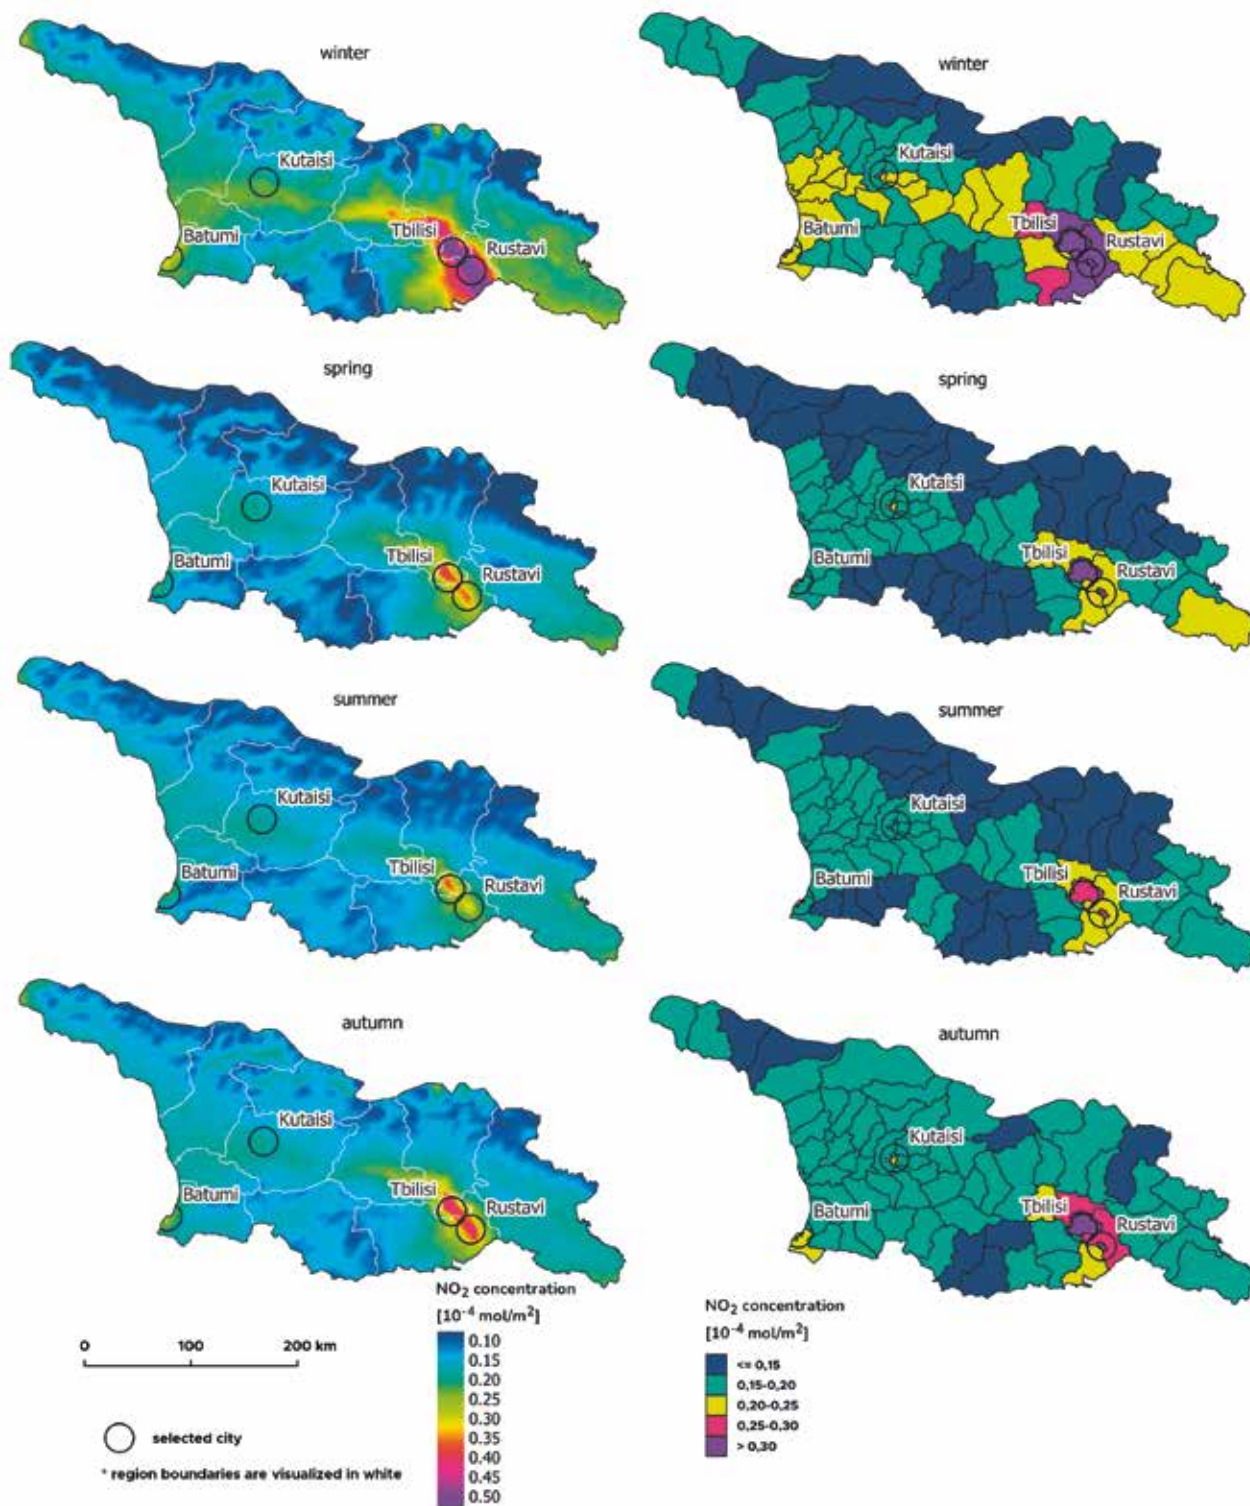 winter
Kutaisi
Batumi
Tbilisi
Rustavi
winter
Kutaisi
Batumi
Tbilisi
Rustavi
spring
Kutaisi
Batumi
Tbilisi
Rustavi
spring
Kutaisi
Batumi
Tbilisi
Rustavi
summer
Kutaisi
Batumi
Tbilisi
Rustavi
summer
Kutaisi
Batumi
Tbilisi
Rustavi
autumn
Kutaisi
Batumi
Tbilisi
Rustavi
autumn
Kutaisi
Batumi
Tbilisi
Rustavi
0 100 200 km
selected city
* region boundaries are visualized in white
NO₂ concentration
[10⁻⁴ mol/m²]
0.10
0.15
0.20
0.25
0.30
0.35
0.40
0.45
0.50
NO₂ concentration
[10⁻⁴ mol/m²]
<= 0,15
0,15-0,20
0,20-0,25
0,25-0,30
> 0,30